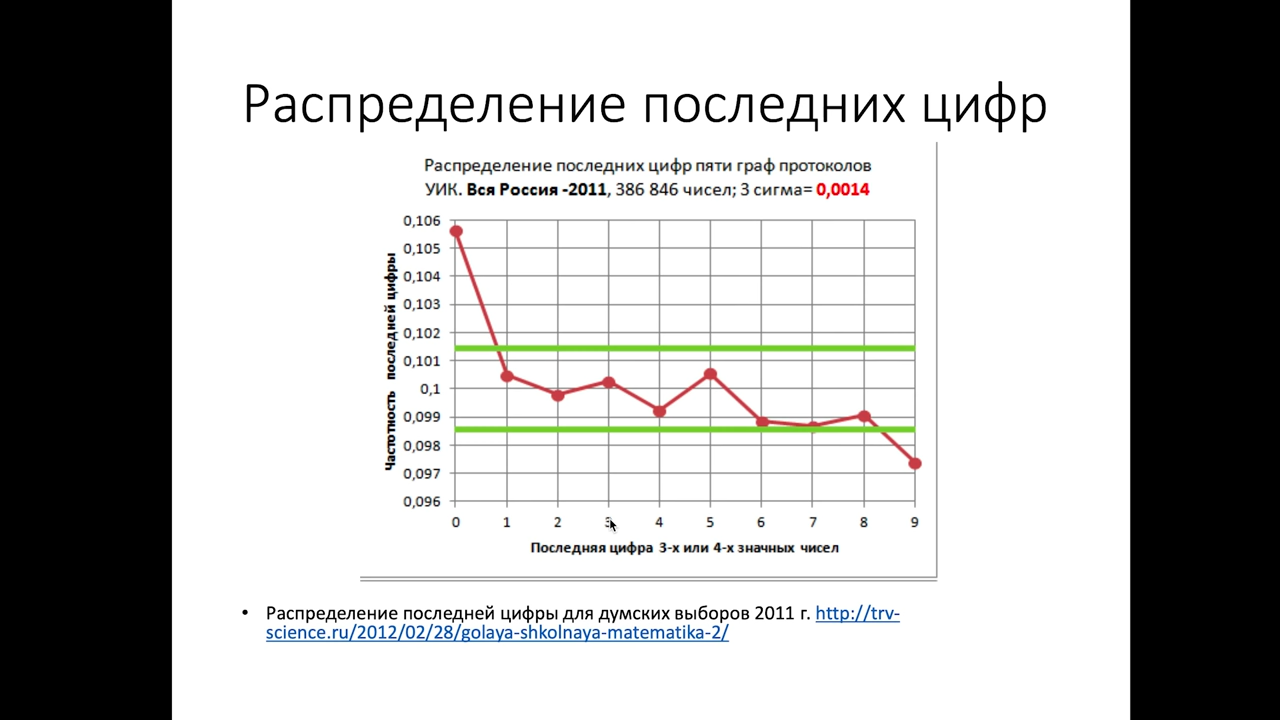 Распределение последних цифр
Распределение последних цифр пяти граф протоколов
УИК. Вся Россия -2011, 386 846 чисел; 3 сигма= 0,0014
Частотность последней цифры
0,106
0,105
0,104
0,103
0,102
0,101
0,1
0,099
0,098
0,097
0,096
0 1 2 3 4 5 6 7 8 9
Последняя цифра 3-х или 4-х значных чисел
• Распределение последней цифры для думских выборов 2011 г. http://trv-
science.ru/2012/02/28/golaya-shkolnaya-matematika-2/